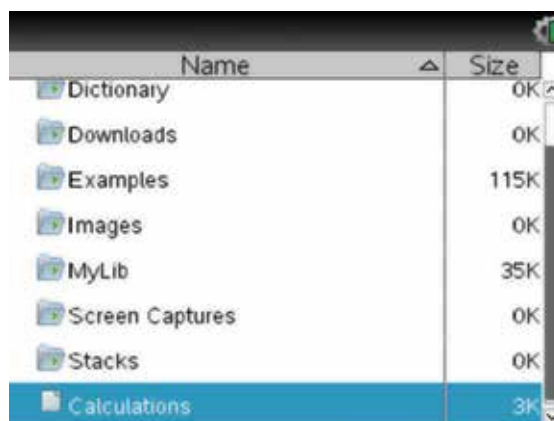 Name Size
Dictionary 0K
Downloads 0K
Examples 115K
Images 0K
MyLib 35K
Screen Captures 0K
Stacks 0K
Calculations 3K